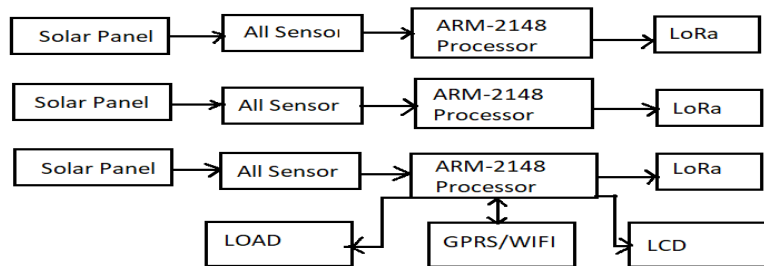 Solar Panel
All Sensor
ARM-2148
Processor
LoRa
Solar Panel
All Sensor
ARM-2148
Processor
LoRa
Solar Panel
All Sensor
ARM-2148
Processor
LoRa
LOAD
GPRS/WIFI
LCD